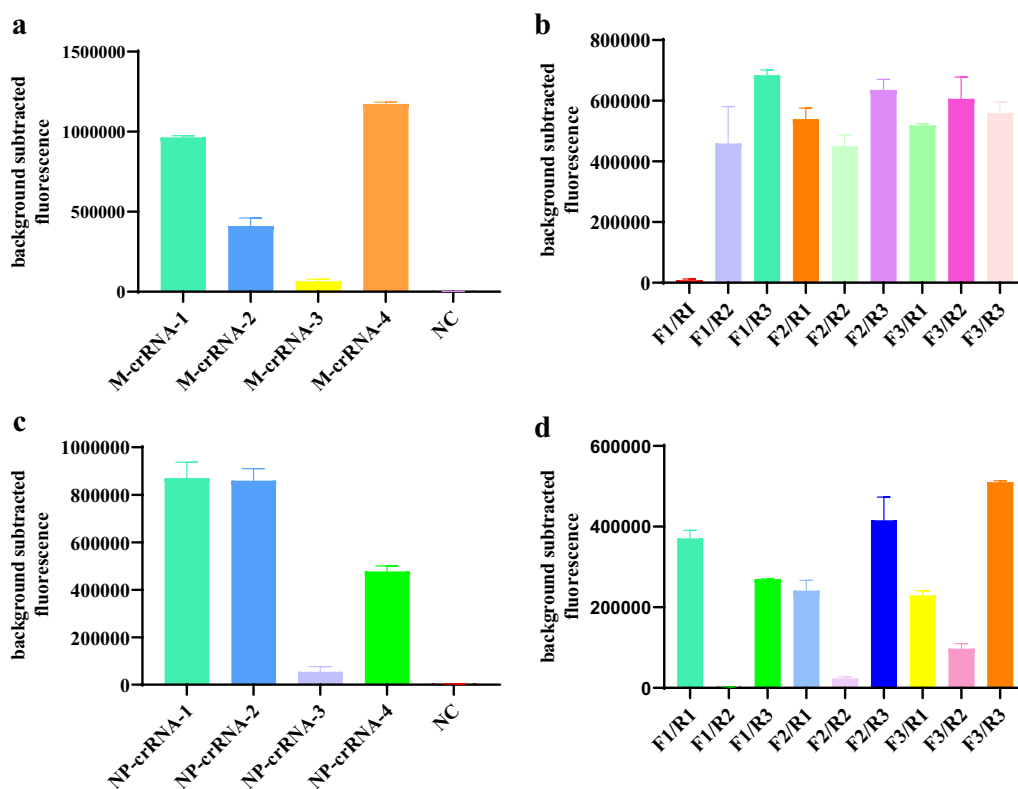 a
background subtracted
fluorescence
1500000
1000000
500000
0
M-crRNA-1
M-crRNA-2
M-crRNA-3
M-crRNA-4
NC
b
background subtracted
fluorescence
800000
600000
400000
200000
0
F1/R1
F1/R2
F1/R3
F2/R1
F2/R2
F2/R3
F3/R1
F3/R2
F3/R3
c
background subtracted
fluorescence
1000000
800000
600000
400000
200000
0
NP-crRNA-1
NP-crRNA-2
NP-crRNA-3
NP-crRNA-4
NC
d
background subtracted
fluorescence
600000
400000
200000
0
F1/R1
F1/R2
F1/R3
F2/R1
F2/R2
F2/R3
F3/R1
F3/R2
F3/R3